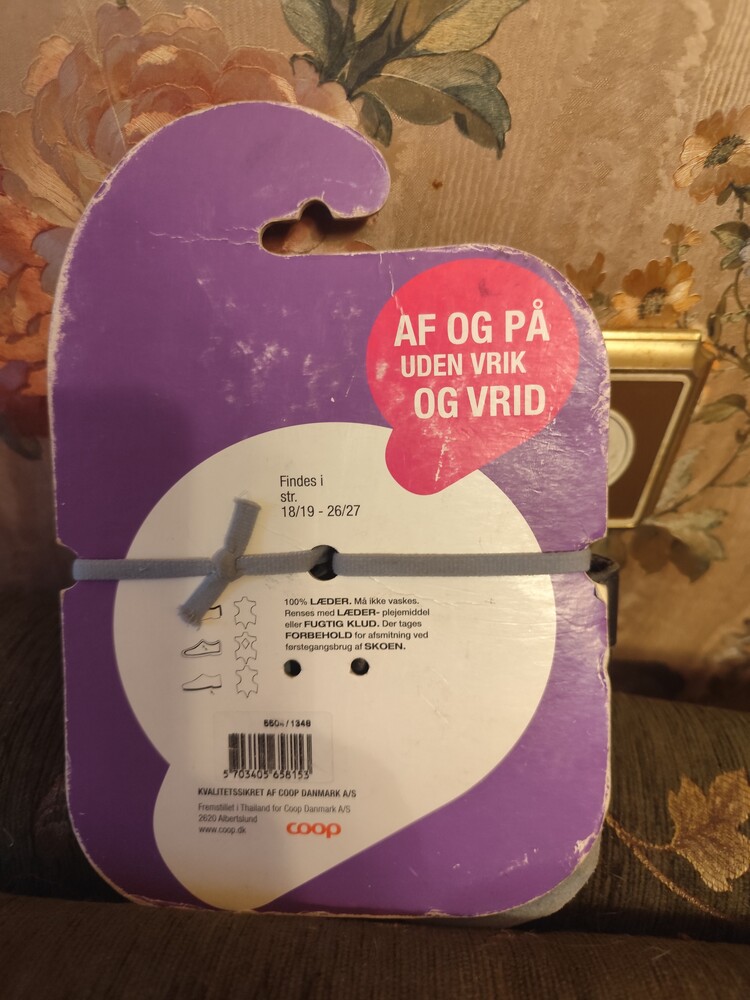 AF OG PÅ
UDEN VRIK
OG VRID
Findes i
str.
18/19 - 26/27
100% LÆDER. Må ikke vaskes.
Renses med LÆDER- plejemiddel
eller FUGTIG KLUD. Der tages
FORBEHOLD for afsmitning ved
førstegangsbrug af SKOEN.
/1348
5 703405 658153
KVALITETSSIKRET AF COOP DANMARK A/S
Fremstillet i Thailand for Coop Danmark A/S
2620 Albertslund
www.coop.dk
coop